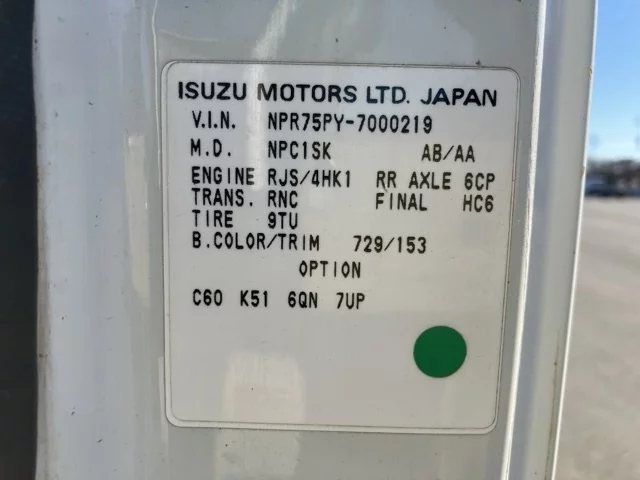 ISUZU MOTORS LTD. JAPAN
V.I.N. NPR75PY-7000219
M.D. NPC1SK AB/AA
ENGINE RJS/4HK1 RR AXLE 6CP
TRANS. RNC FINAL HC6
TIRE 9TU
B.COLOR/TRIM 729/153
OPTION
C60 K51 6QN 7UP